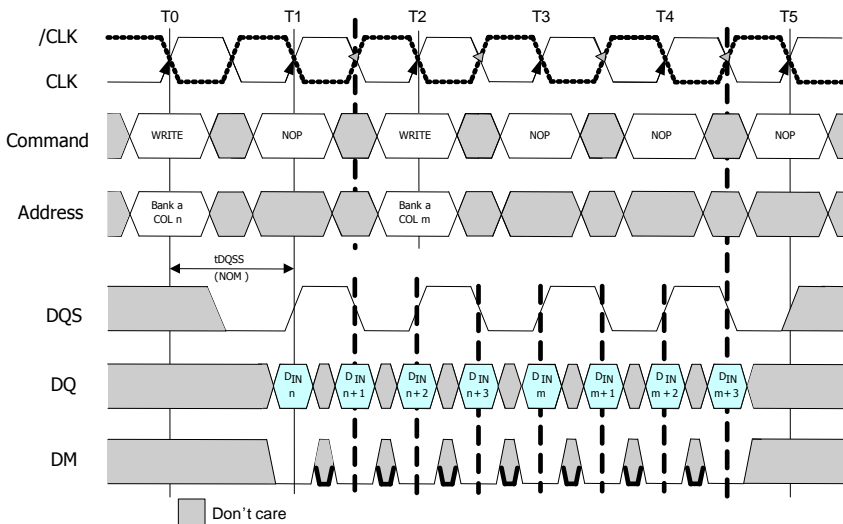 T0 T1 T2 T3 T4 T5
/CLK
CLK
Command WRITE NOP WRITE NOP NOP NOP
Address Bank a COL n Bank a COL m
tDQSS
(NOM )
DQS
DQ DIN n DIN n+1 DIN n+2 DIN n+3 DIN m DIN m+1 DIN m+2 DIN m+3
DM
Don't care